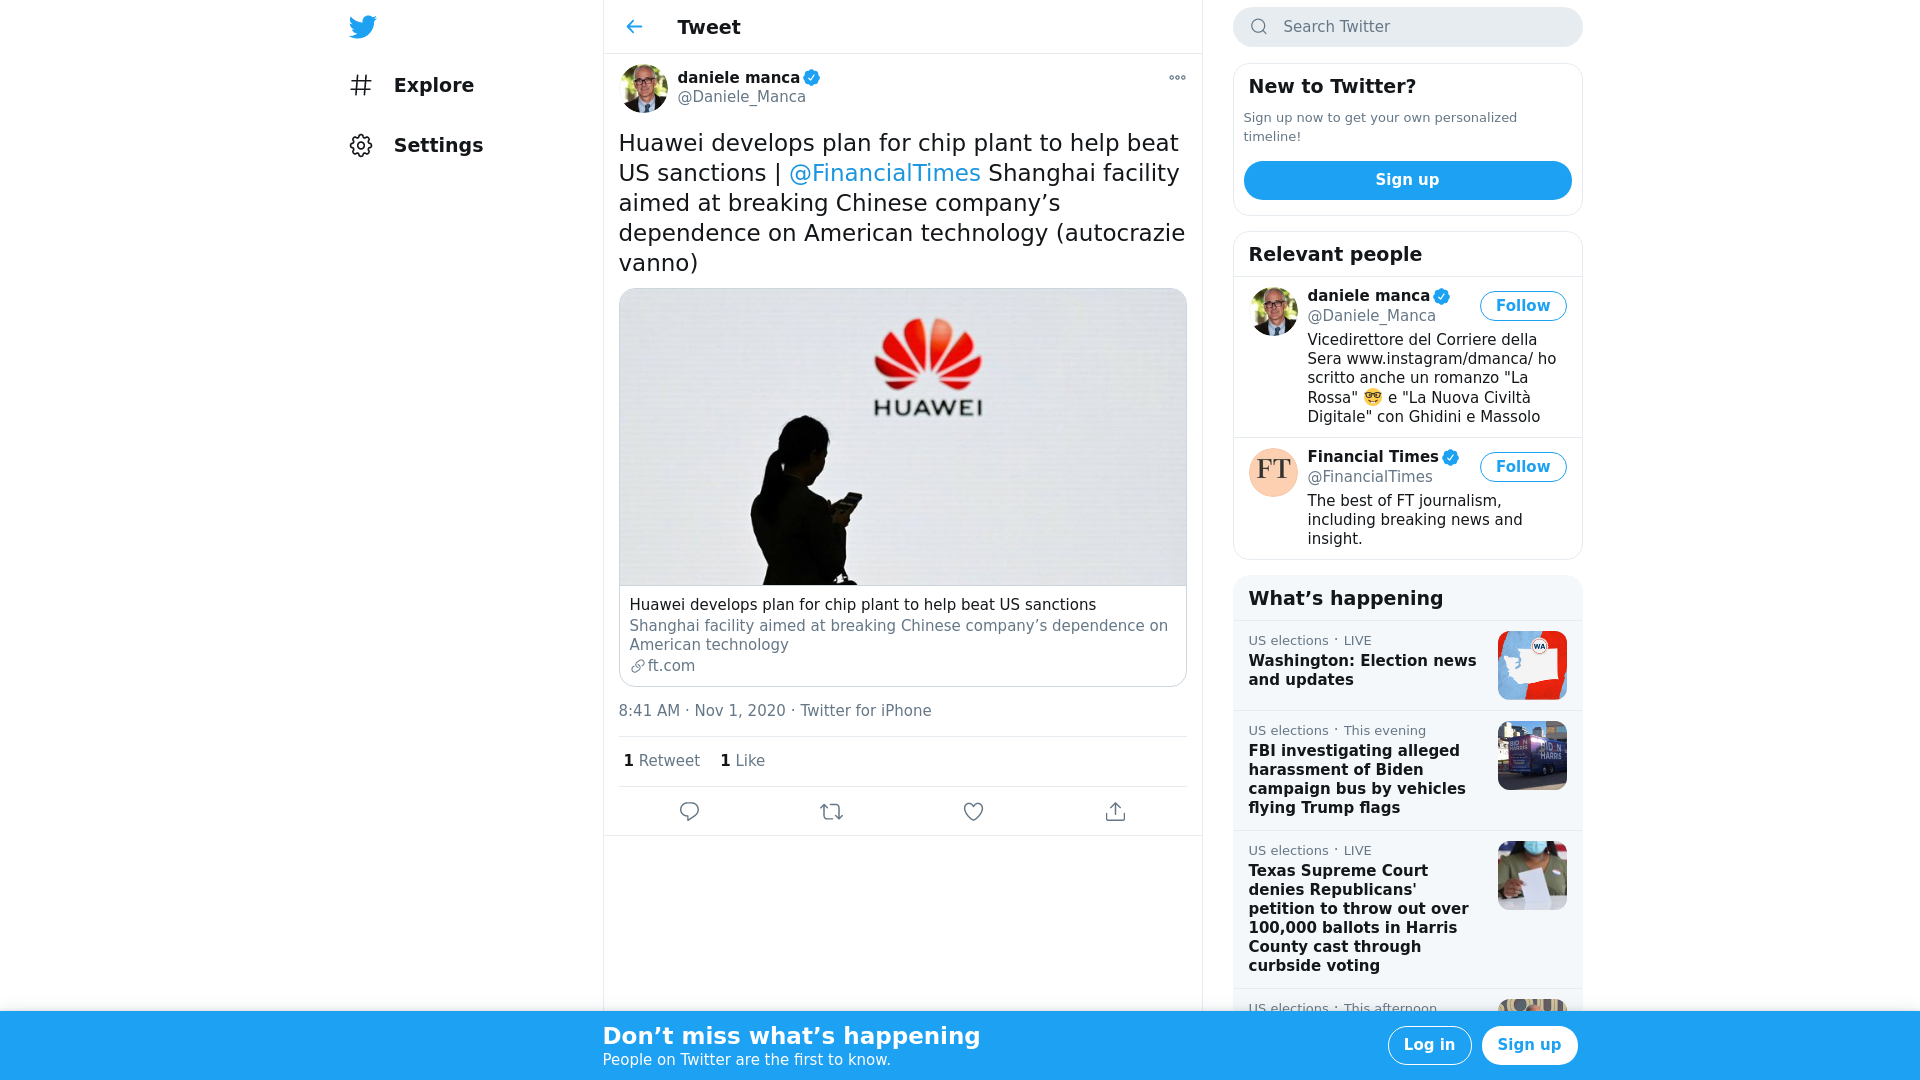 Explore
Settings
Tweet
daniele manca
@Daniele_Manca
Huawei develops plan for chip plant to help beat
US sanctions | @FinancialTimes Shanghai facility
aimed at breaking Chinese company’s
dependence on American technology (autocrazie
vanno)
HUAWEI
Huawei develops plan for chip plant to help beat US sanctions
Shanghai facility aimed at breaking Chinese company’s dependence on
American technology
ft.com
8:41 AM · Nov 1, 2020 · Twitter for iPhone
1 Retweet 1 Like
Search Twitter
New to Twitter?
Sign up now to get your own personalized
timeline!
Sign up
Relevant people
daniele manca
@Daniele_Manca
Follow
Vicedirettore del Corriere della
Sera www.instagram/dmanca/ ho
scritto anche un romanzo "La
Rossa" 🤓 e "La Nuova Civiltà
Digitale" con Ghidini e Massolo
FT
Financial Times
@FinancialTimes
Follow
The best of FT journalism,
including breaking news and
insight.
What’s happening
US elections · LIVE
Washington: Election news
and updates
WA
US elections · This evening
FBI investigating alleged
harassment of Biden
campaign bus by vehicles
flying Trump flags
HARRIS
US elections · LIVE
Texas Supreme Court
denies Republicans'
petition to throw out over
100,000 ballots in Harris
County cast through
curbside voting
US elections · This afternoon
Don’t miss what’s happening
People on Twitter are the first to know.
Log in
Sign up